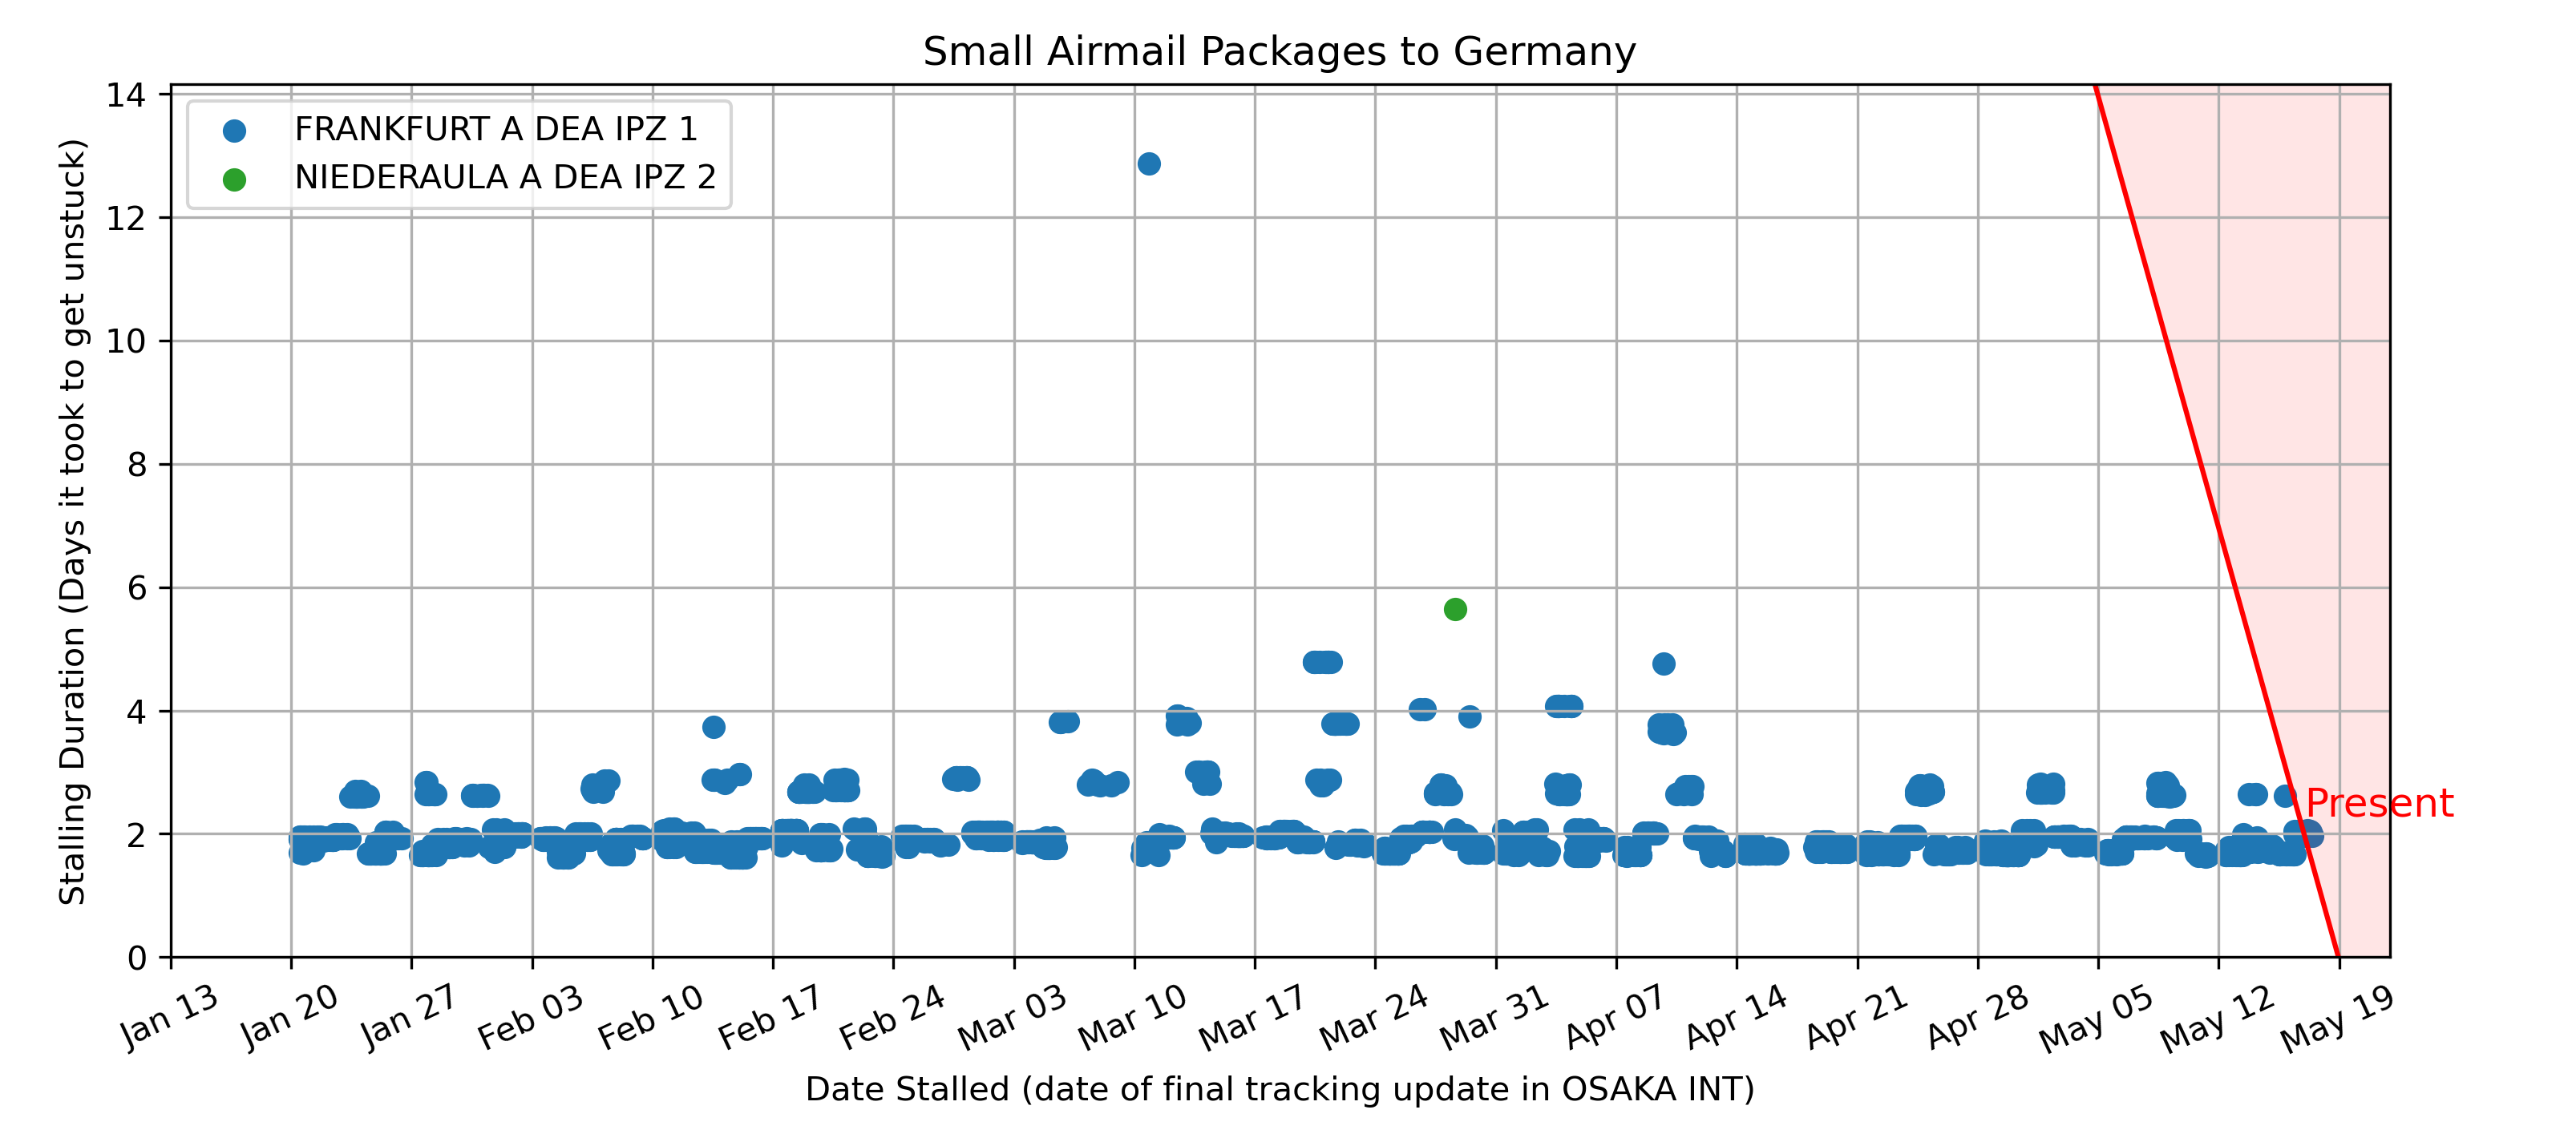 Small Airmail Packages to Germany
Stalling Duration (Days it took to get unstuck)
14
12
10
8
6
4
2
0
FRANKFURT A DEA IPZ 1
NIEDERAULA A DEA IPZ 2
Present
Jan 13
Jan 20
Jan 27
Feb 03
Feb 10
Feb 17
Feb 24
Mar 03
Mar 10
Mar 17
Mar 24
Mar 31
Apr 07
Apr 14
Apr 21
Apr 28
May 05
May 12
May 19
Date Stalled (date of final tracking update in OSAKA INT)